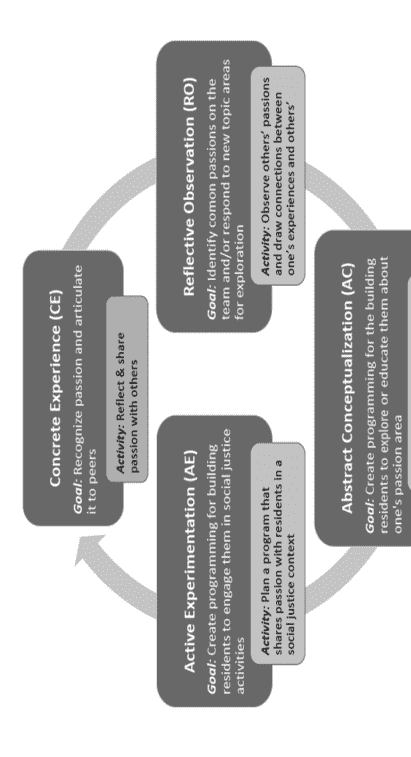 Concrete Experience (CE)
Goal: Recognize passion and articulate
it to peers
Activity: Reflect & share
passion with others
Reflective Observation (RO)
Goal: Identify comon passions on the
team and/or respond to new topic areas
for exploration
Activity: Observe others' passions
and draw connections between
one's experiences and others'
Abstract Conceptualization (AC)
Goal: Create programming for the building
residents to explore or educate them about
one's passion area
Active Experimentation (AE)
Goal: Create programming for building
residents to engage them in social justice
activities
Activity: Plan a program that
shares passion with residents in a
social justice context